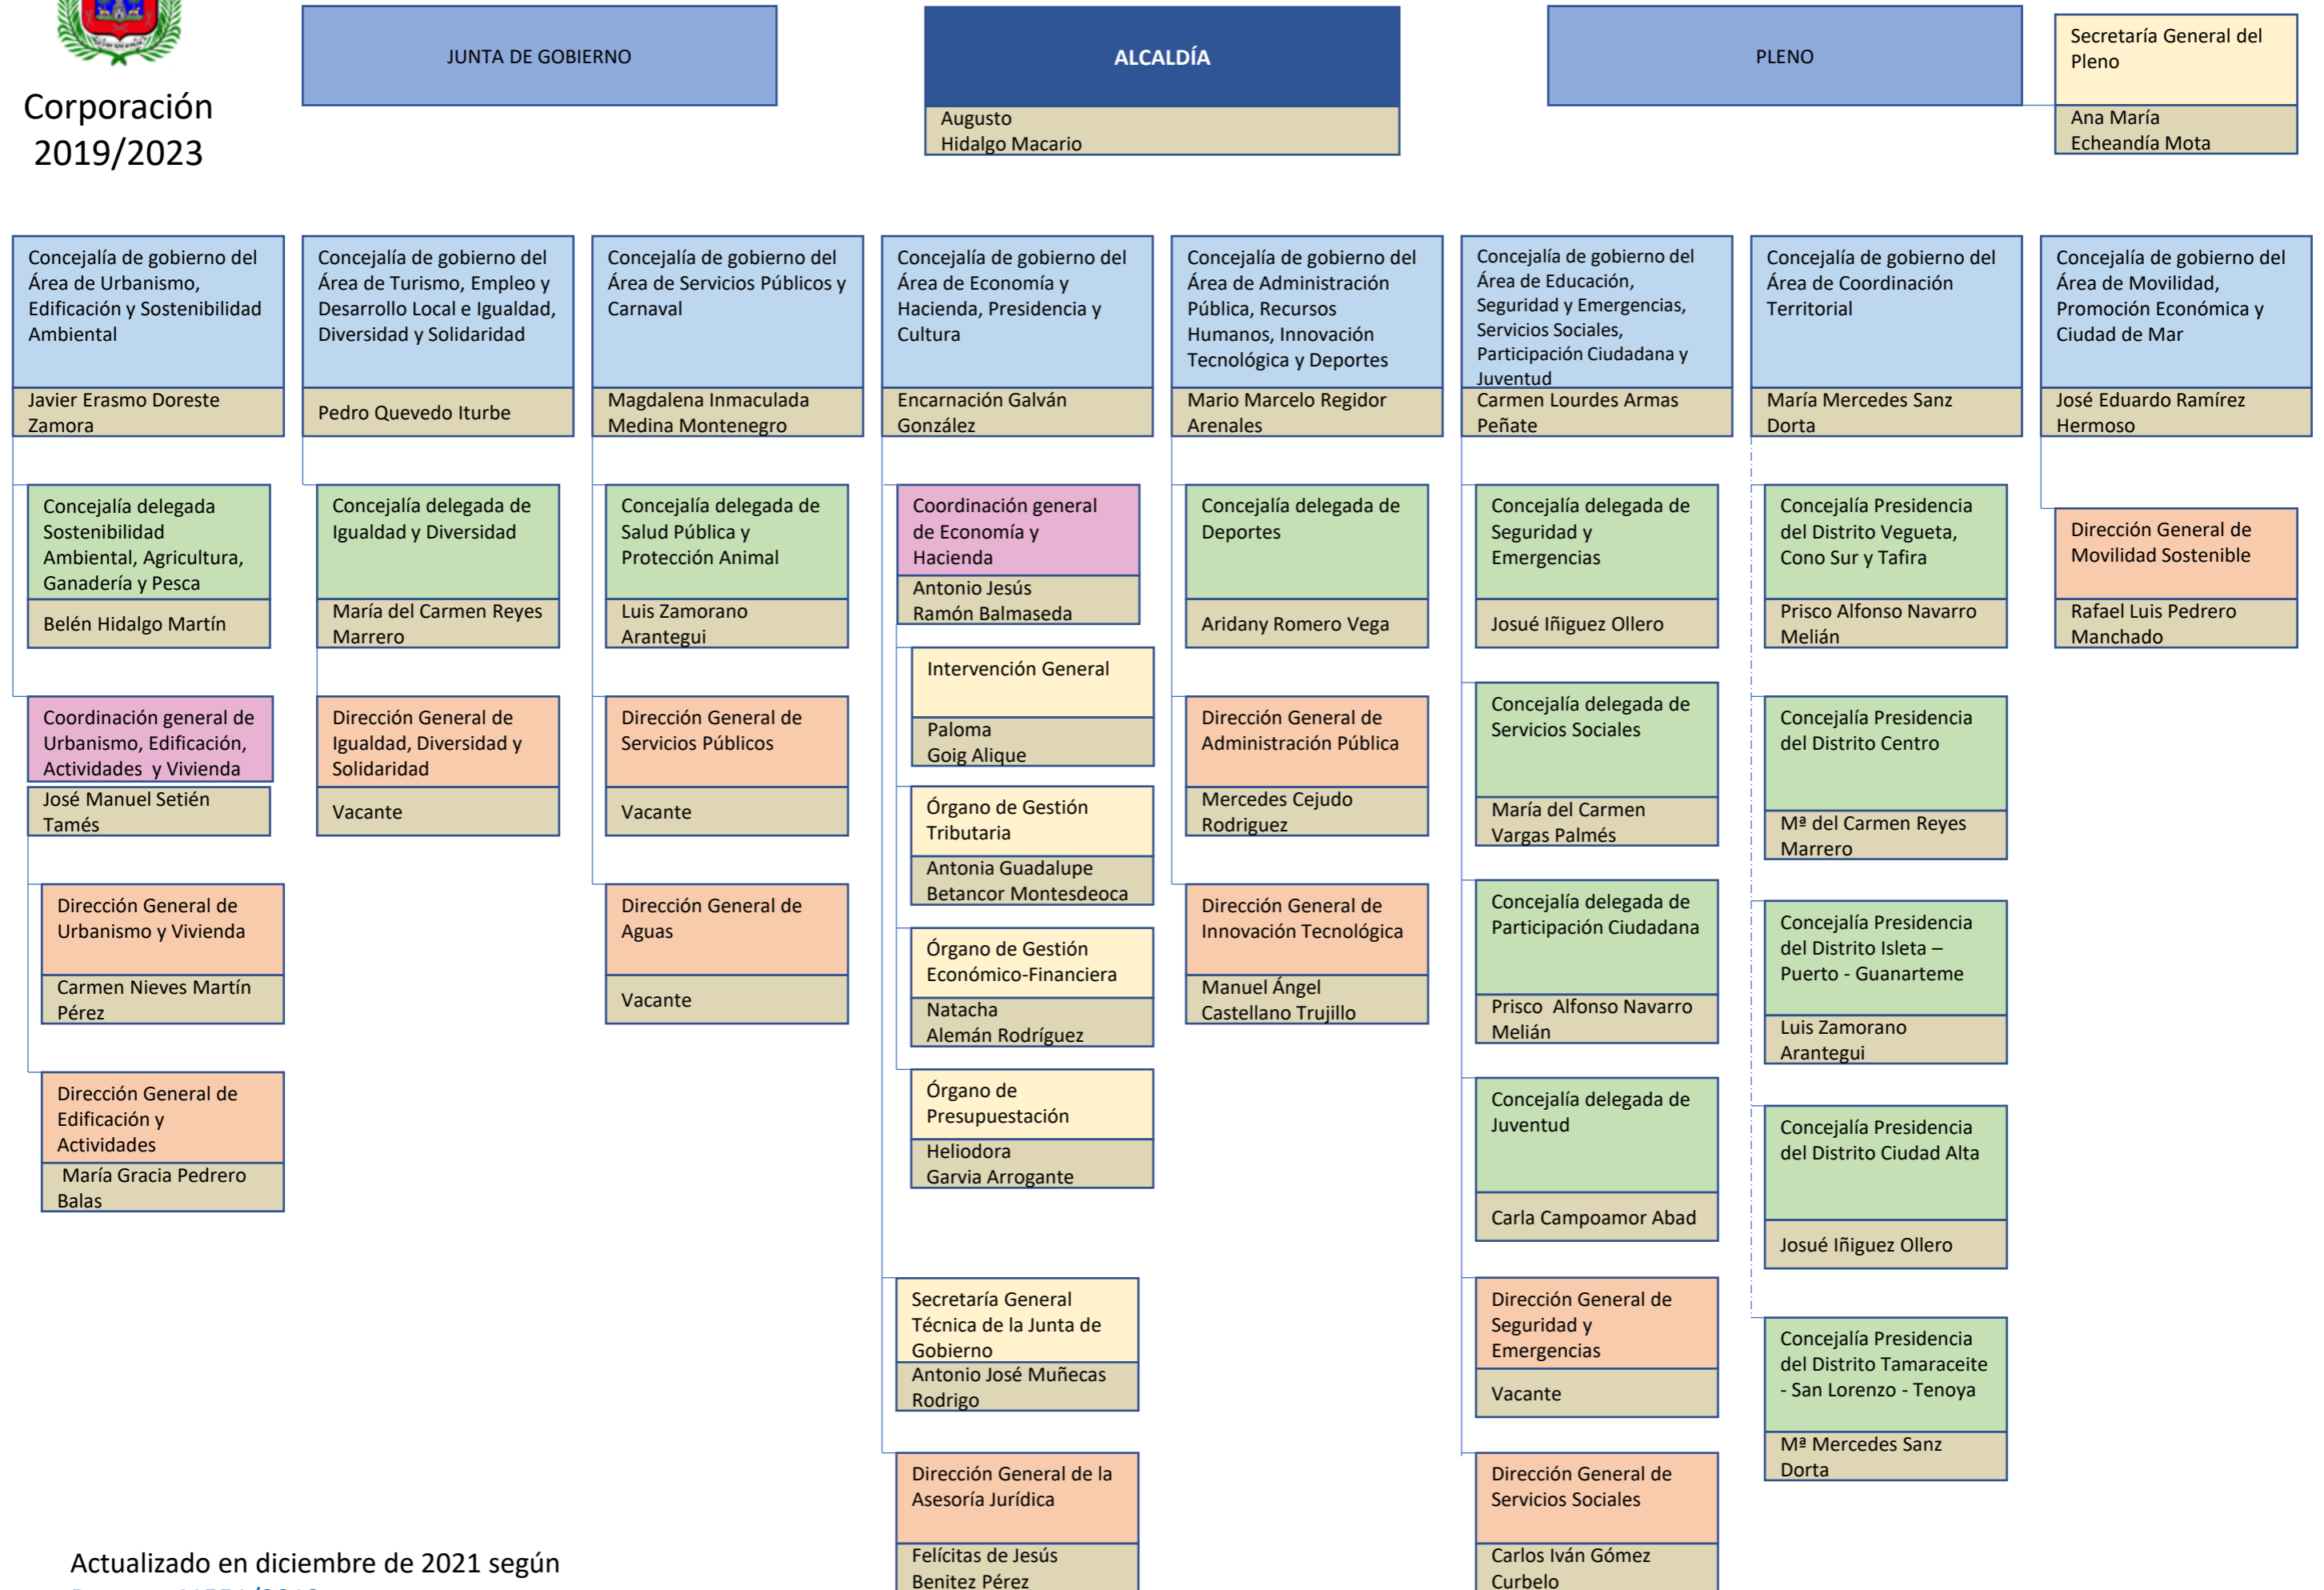 Corporación
2019/2023
JUNTA DE GOBIERNO
ALCALDÍA
Augusto
Hidalgo Macario
PLENO
Secretaría General del
Pleno
Ana María
Echeandía Mota
Concejalía de gobierno del
Área de Urbanismo,
Edificación y Sostenibilidad
Ambiental
Javier Erasmo Doreste
Zamora
Concejalía delegada
Sostenibilidad
Ambiental, Agricultura,
Ganadería y Pesca
Belén Hidalgo Martín
Coordinación general de
Urbanismo, Edificación,
Actividades y Vivienda
José Manuel Setién
Tamés
Dirección General de
Urbanismo y Vivienda
Carmen Nieves Martín
Pérez
Dirección General de
Edificación y
Actividades
María Gracia Pedrero
Balas
Concejalía de gobierno del
Área de Turismo, Empleo y
Desarrollo Local e Igualdad,
Diversidad y Solidaridad
Pedro Quevedo Iturbe
Concejalía delegada de
Igualdad y Diversidad
María del Carmen Reyes
Marrero
Dirección General de
Igualdad, Diversidad y
Solidaridad
Vacante
Concejalía de gobierno del
Área de Servicios Públicos y
Carnaval
Magdalena Inmaculada
Medina Montenegro
Concejalía delegada de
Salud Pública y
Protección Animal
Luis Zamorano
Arantegui
Dirección General de
Servicios Públicos
Vacante
Dirección General de
Aguas
Vacante
Concejalía de gobierno del
Área de Economía y
Hacienda, Presidencia y
Cultura
Encarnación Galván
González
Coordinación general
de Economía y
Hacienda
Antonio Jesús
Ramón Balmaseda
Intervención General
Paloma
Goig Alique
Órgano de Gestión
Tributaria
Antonia Guadalupe
Betancor Montesdeoca
Órgano de Gestión
Económico-Financiera
Natacha
Alemán Rodríguez
Órgano de
Presupuestación
Heliodora
Garvia Arrogante
Secretaría General
Técnica de la Junta de
Gobierno
Antonio José Muñecas
Rodrigo
Dirección General de la
Asesoría Jurídica
Felícitas de Jesús
Benitez Pérez
Concejalía de gobierno del
Área de Administración
Pública, Recursos
Humanos, Innovación
Tecnológica y Deportes
Mario Marcelo Regidor
Arenales
Concejalía delegada de
Deportes
Aridany Romero Vega
Dirección General de
Administración Pública
Mercedes Cejudo
Rodriguez
Dirección General de
Innovación Tecnológica
Manuel Ángel
Castellano Trujillo
Concejalía de gobierno del
Área de Educación,
Seguridad y Emergencias,
Servicios Sociales,
Participación Ciudadana y
Juventud
Carmen Lourdes Armas
Peñate
Concejalía delegada de
Seguridad y
Emergencias
Josué Iñiguez Ollero
Concejalía delegada de
Servicios Sociales
María del Carmen
Vargas Palmés
Concejalía delegada de
Participación Ciudadana
Prisco Alfonso Navarro
Melián
Concejalía delegada de
Juventud
Carla Campoamor Abad
Dirección General de
Seguridad y
Emergencias
Vacante
Dirección General de
Servicios Sociales
Carlos Iván Gómez
Curbelo
Concejalía de gobierno del
Área de Coordinación
Territorial
María Mercedes Sanz
Dorta
Concejalía Presidencia
del Distrito Vegueta,
Cono Sur y Tafira
Prisco Alfonso Navarro
Melián
Concejalía Presidencia
del Distrito Centro
Mª del Carmen Reyes
Marrero
Concejalía Presidencia
del Distrito Isleta –
Puerto - Guanarteme
Luis Zamorano
Arantegui
Concejalía Presidencia
del Distrito Ciudad Alta
Josué Iñiguez Ollero
Concejalía Presidencia
del Distrito Tamaraceite
- San Lorenzo - Tenoya
Mª Mercedes Sanz
Dorta
Concejalía de gobierno del
Área de Movilidad,
Promoción Económica y
Ciudad de Mar
José Eduardo Ramírez
Hermoso
Dirección General de
Movilidad Sostenible
Rafael Luis Pedrero
Manchado
Actualizado en diciembre de 2021 según